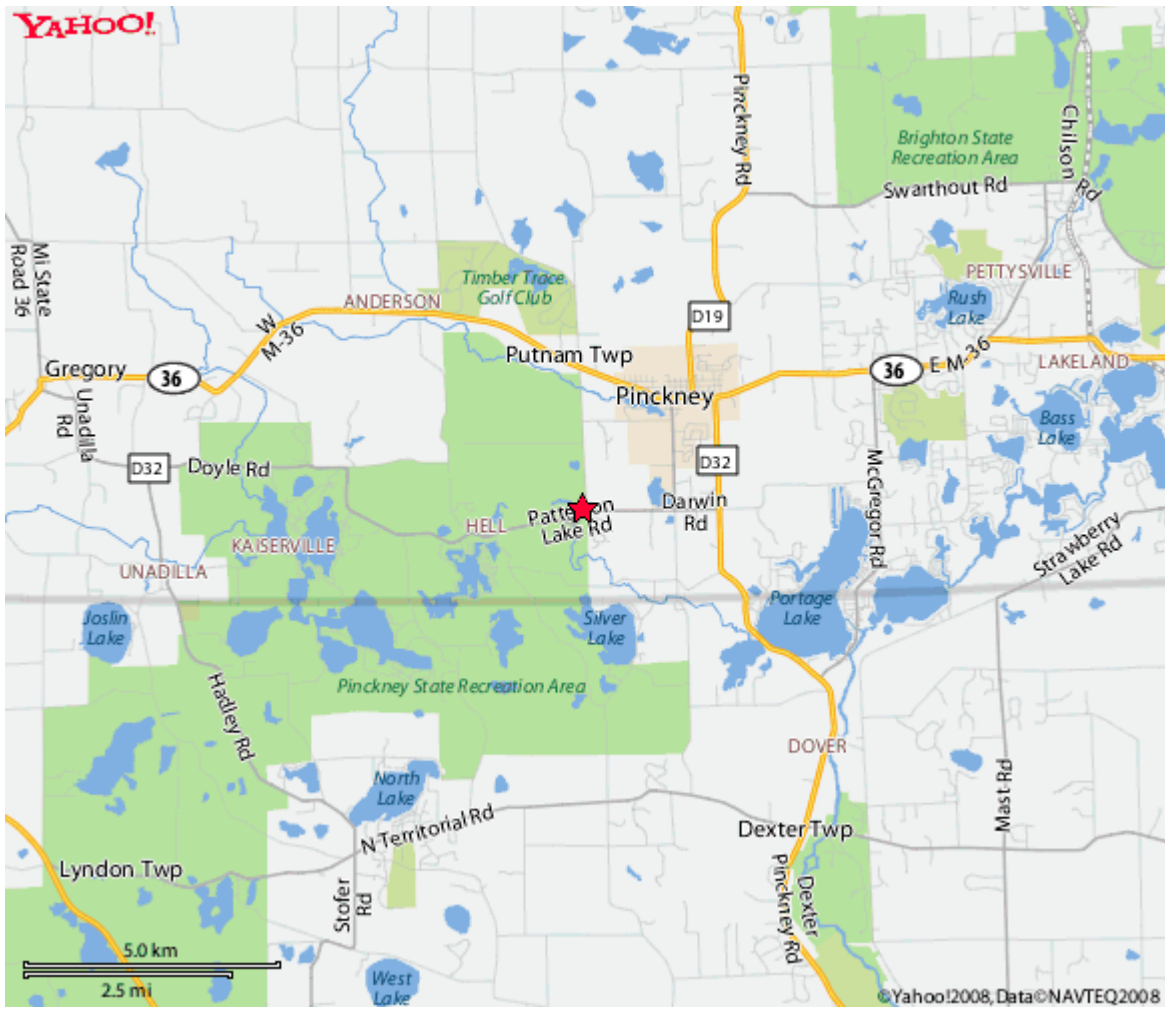 YAHOO!
Pinckney Rd
Chilson Rd
Brighton State
Recreation Area
Swarthout Rd
Mi State
Road 36
Timber Trace
Golf Club
PETTYSVILLE
ANDERSON
Rush
Lake
D19
W
M-36
Putnam Twp
E M-36
LAKELAND
Gregory
36
36
Pinckney
Unadilla
Rd
Bass
Lake
D32
Doyle Rd
D32
McGregor Rd
Patterson
Lake Rd
Darwin
Rd
HELL
KAISERVILLE
Strawberry
Lake Rd
UNADILLA
Joslin
Lake
Silver
Lake
Portage
Lake
Pinckney State Recreation Area
Hadley Rd
DOVER
North
Lake
Mast Rd
N Territorial Rd
Dexter Twp
Lyndon Twp
Stofer
Rd
Dexter
Pinckney Rd
5.0 km
2.5 mi
West
Lake
©Yahoo!2008, Data©NAVTEQ2008